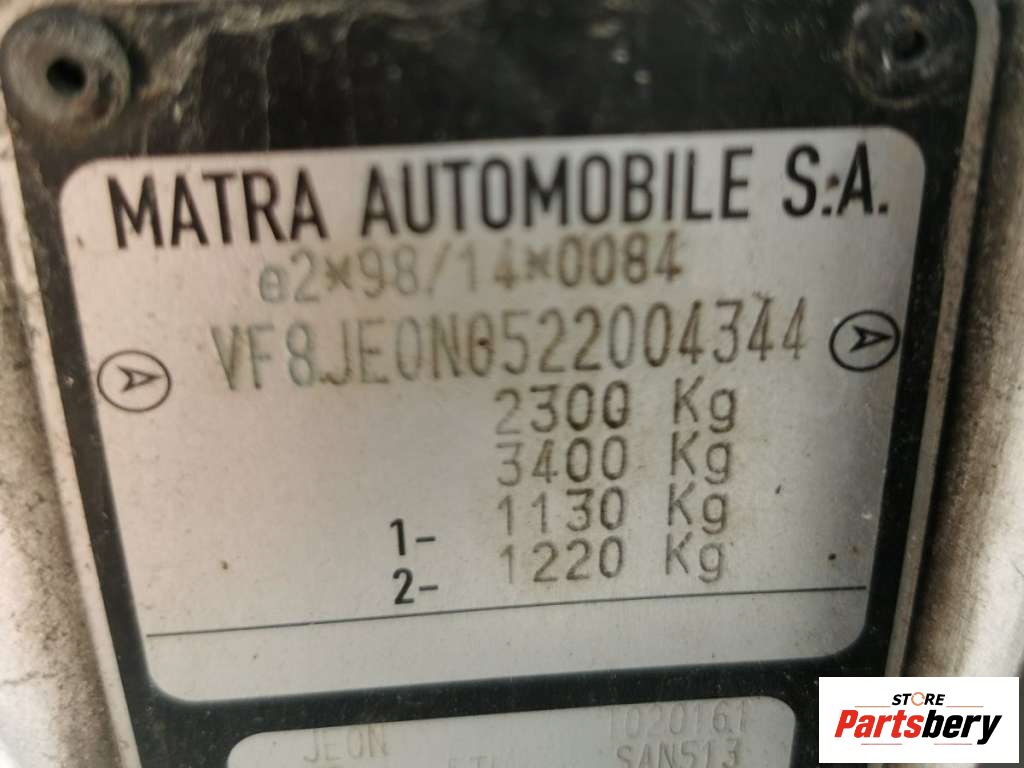 MATRA AUTOMOBILE S.A.
e2*98/14*0084
VF8JE0N0522004344
2300 Kg
3400 Kg
1- 1130 Kg
2- 1220 Kg
JE0N
SAN513
STORE
Partsbery